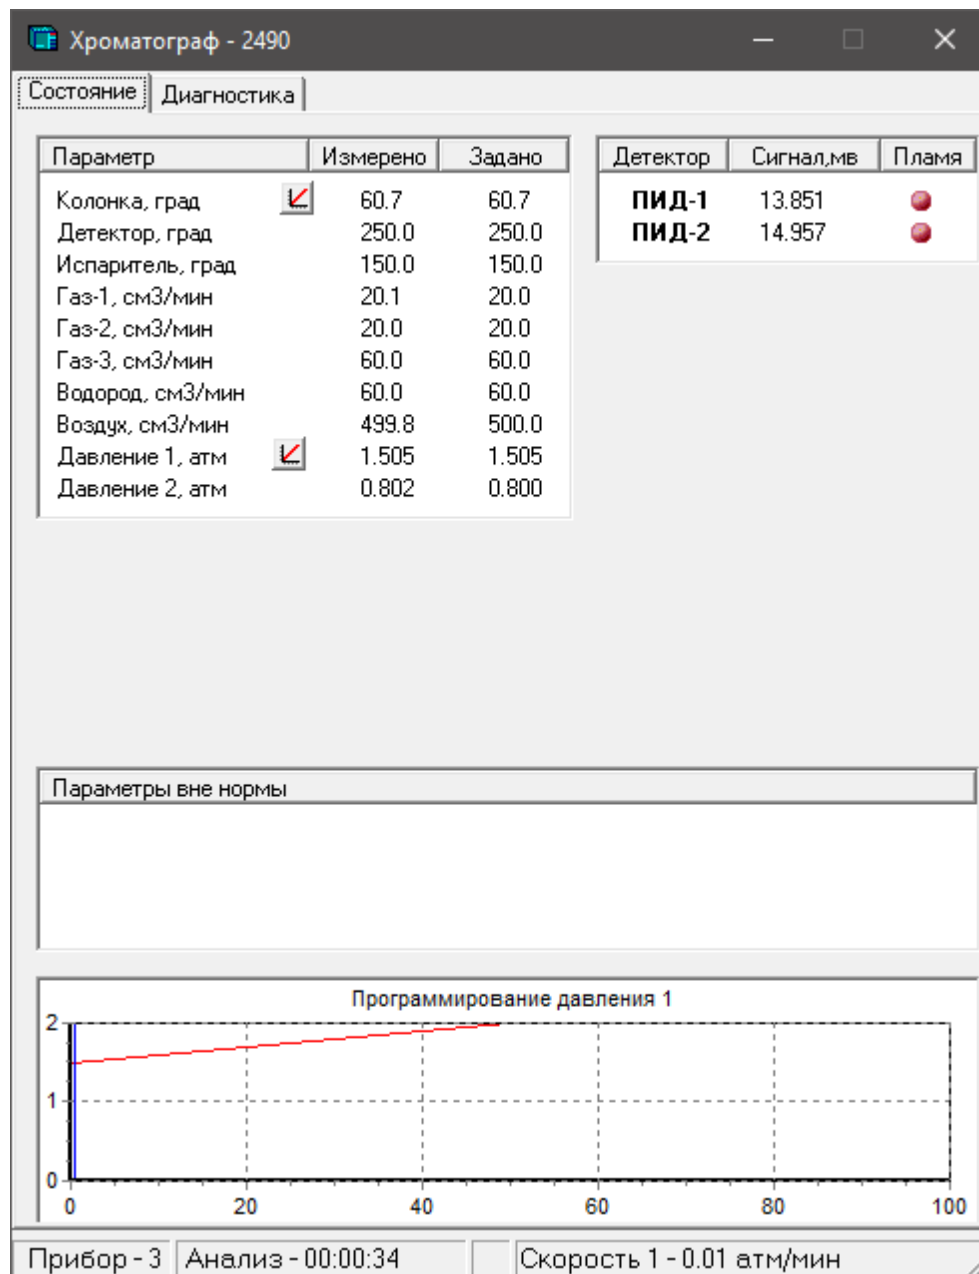 Хроматограф - 2490
Состояние Диагностика
Параметр Измерено Задано
Колонка, град 60.7 60.7
Детектор, град 250.0 250.0
Испаритель, град 150.0 150.0
Газ-1, см3/мин 20.1 20.0
Газ-2, см3/мин 20.0 20.0
Газ-3, см3/мин 60.0 60.0
Водород, см3/мин 60.0 60.0
Воздух, см3/мин 499.8 500.0
Давление 1, атм 1.505 1.505
Давление 2, атм 0.802 0.800
Детектор Сигнал,мв Пламя
ПИД-1 13.851
ПИД-2 14.957
Параметры вне нормы
Программирование давления 1
2
1
0
0 20 40 60 80 100
Прибор - 3 Анализ - 00:00:34 Скорость 1 - 0.01 атм/мин